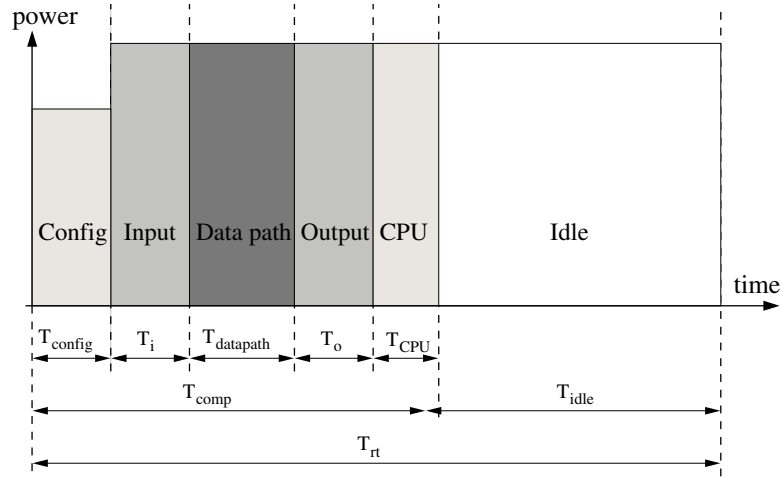 power
Config Input Data path Output CPU Idle
time
T_config T_i T_datapath T_o T_CPU
T_comp T_idle
T_rt